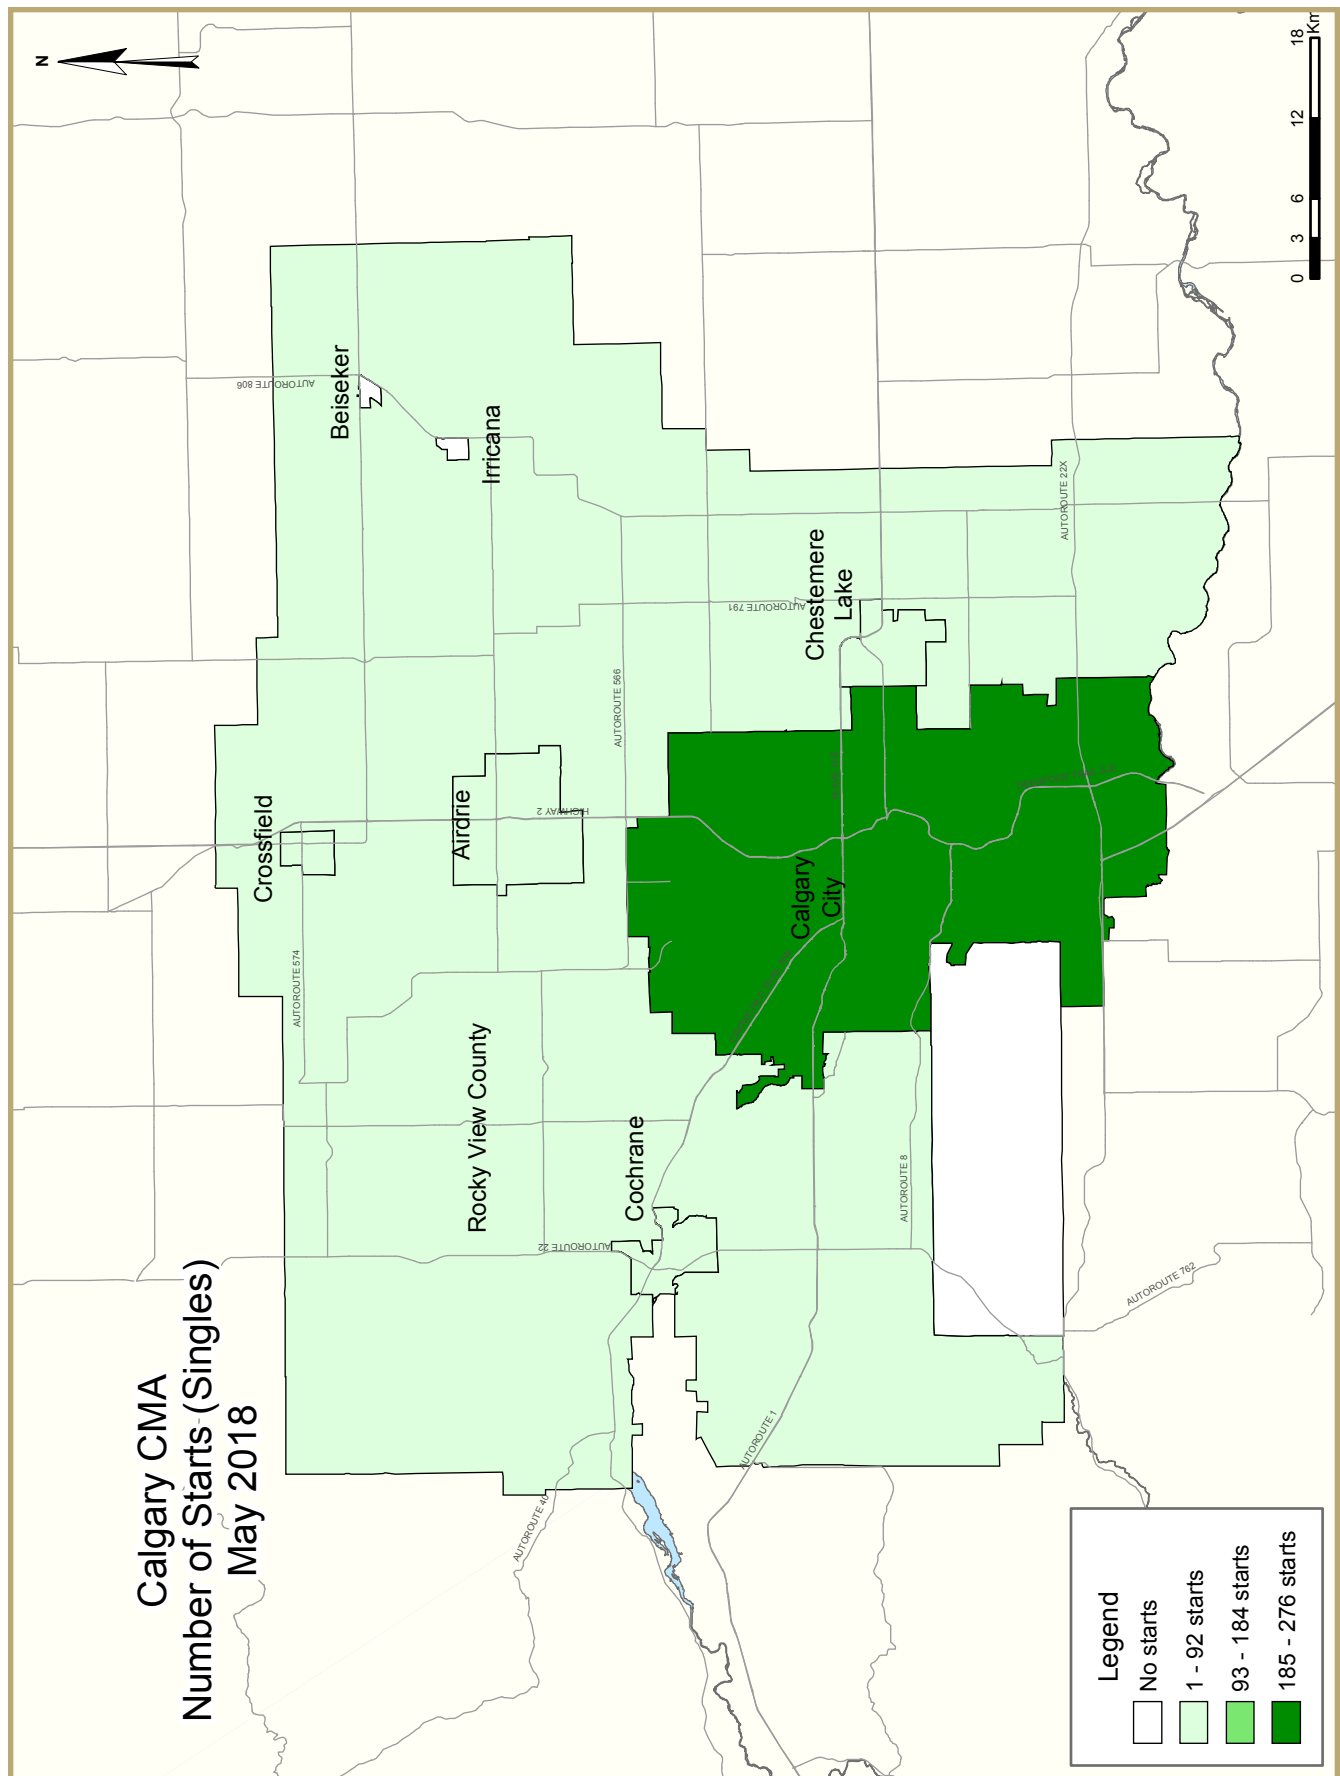 Calgary CMA
Number of Starts (Singles)
May 2018
N
AUTOROUTE 806
Beiseker
Irricana
Crossfield
AUTOROUTE 574
Airdrie
HIGHWAY 2
AUTOROUTE 566
AUTOROUTE 791
Chestemere
Lake
AUTOROUTE 22X
Rocky View County
Cochrane
AUTOROUTE 22
Calgary
City
AUTOROUTE 8
AUTOROUTE 762
AUTOROUTE 1
AUTOROUTE 40
Legend
No starts
1 - 92 starts
93 - 184 starts
185 - 276 starts
0 3 6 12 18
Km